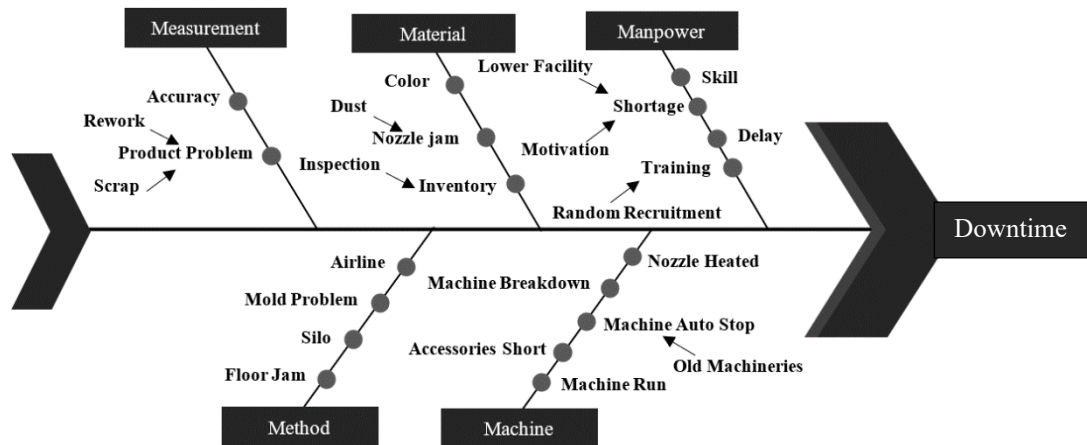 Measurement
Material
Manpower
Accuracy
Rework
Product Problem
Scrap
Color
Dust
Nozzle jam
Inspection
Inventory
Lower Facility
Skill
Shortage
Motivation
Delay
Training
Random Recruitment
Downtime
Airline
Mold Problem
Silo
Floor Jam
Nozzle Heated
Machine Breakdown
Machine Auto Stop
Old Machineries
Accessories Short
Machine Run
Method
Machine